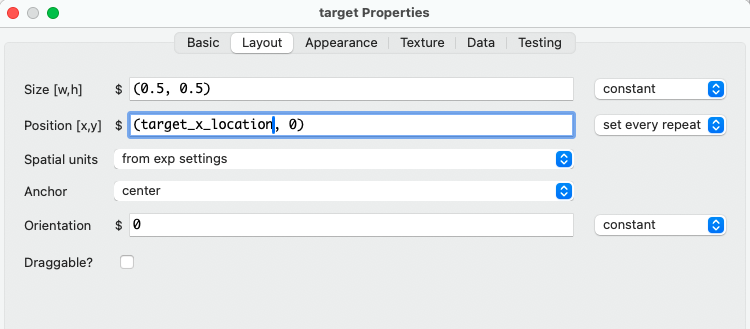 target Properties
Basic Layout Appearance Texture Data Testing
Size [w,h] $ (0.5, 0.5) constant
Position [x,y] $ (target_x_location, 0) set every repeat
Spatial units from exp settings
Anchor center
Orientation $ 0 constant
Draggable?